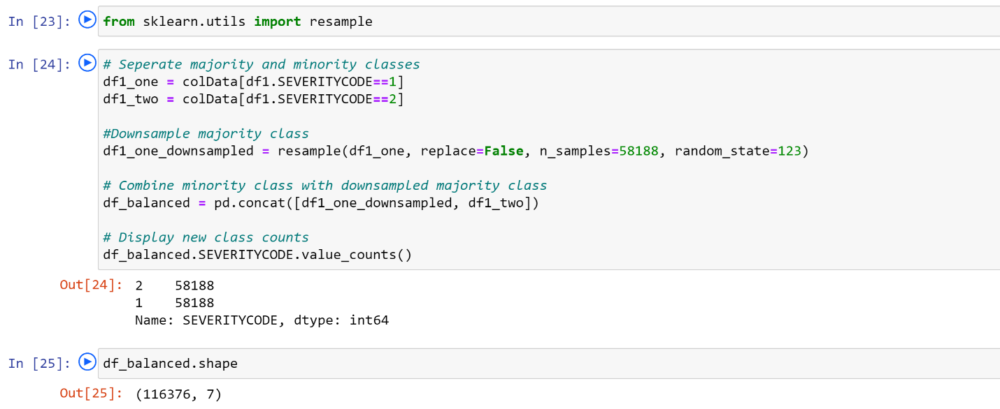 In [23]: from sklearn.utils import resample
In [24]: # Seperate majority and minority classes
df1_one = colData[df1.SEVERITYCODE==1]
df1_two = colData[df1.SEVERITYCODE==2]
#Downsample majority class
df1_one_downsampled = resample(df1_one, replace=False, n_samples=58188, random_state=123)
# Combine minority class with downsampled majority class
df_balanced = pd.concat([df1_one_downsampled, df1_two])
# Display new class counts
df_balanced.SEVERITYCODE.value_counts()
Out[24]: 2    58188
1    58188
Name: SEVERITYCODE, dtype: int64
In [25]: df_balanced.shape
Out[25]: (116376, 7)